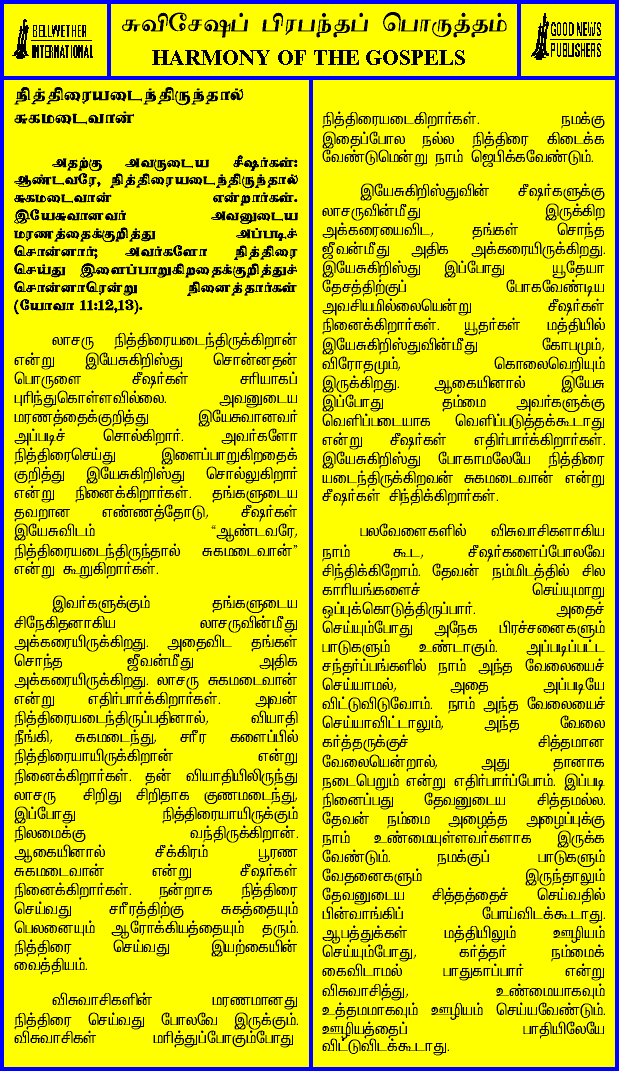 BELLWETHER
INTERNATIONAL
சுவிசேஷப் பிரபந்தப் பொருத்தம்
HARMONY OF THE GOSPELS
GOOD NEWS
PUBLISHERS
நித்திரையடைந்திருந்தால்
சுகமடைவான்
அதற்கு அவருடைய சீஷர்கள்:
ஆண்டவரே, நித்திரையடைந்திருந்தால்
சுகமடைவான் என்றார்கள்.
இயேசுவானவர் அவனுடைய
மரணத்தைக்குறித்து அப்படிச்
சொன்னார்; அவர்களோ நித்திரை
செய்து இளைப்பாறுகிறதைக்குறித்துச்
சொன்னாரென்று நினைத்தார்கள்
(யோவா 11:12,13).
லாசரு நித்திரையடைந்திருக்கிறான்
என்று இயேசுகிறிஸ்து சொன்னதன்
பொருளை சீஷர்கள் சரியாகப்
புரிந்துகொள்ளவில்லை. அவனுடைய
மரணத்தைக்குறித்து இயேசுவானவர்
அப்படிச் சொல்கிறார். அவர்களோ
நித்திரைசெய்து இளைப்பாறுகிறதைக்
குறித்து இயேசுகிறிஸ்து சொல்லுகிறார்
என்று நினைக்கிறார்கள். தங்களுடைய
தவறான எண்ணத்தோடு, சீஷர்கள்
இயேசுவிடம் “ஆண்டவரே,
நித்திரையடைந்திருந்தால் சுகமடைவான்”
என்று கூறுகிறார்கள்.
இவர்களுக்கும் தங்களுடைய
சிநேகிதனாகிய லாசருவின்மீது
அக்கரையிருக்கிறது. அதைவிட தங்கள்
சொந்த ஜீவன்மீது அதிக
அக்கரையிருக்கிறது. லாசரு சுகமடைவான்
என்று எதிர்பார்க்கிறார்கள். அவன்
நித்திரையடைந்திருப்பதினால், வியாதி
நீங்கி, சுகமடைந்து, சரீர களைப்பில்
நித்திரையாயிருக்கிறான் என்று
நினைக்கிறார்கள். தன் வியாதியிலிருந்து
லாசரு சிறிது சிறிதாக குணமடைந்து,
இப்போது நித்திரையாயிருக்கும்
நிலமைக்கு வந்திருக்கிறான்.
ஆகையினால் சீக்கிரம் பூரண
சுகமடைவான் என்று சீஷர்கள்
நினைக்கிறார்கள். நன்றாக நித்திரை
செய்வது சரீரத்திற்கு சுகத்தையும்
பெலனையும் ஆரோக்கியத்தையும் தரும்.
நித்திரை செய்வது இயற்கையின்
வைத்தியம்.
விசுவாசிகளின் மரணமானது
நித்திரை செய்வது போலவே இருக்கும்.
விசுவாசிகள் மரித்துப்போகும்போது
நித்திரையடைகிறார்கள். நமக்கு
இதைப்போல நல்ல நித்திரை கிடைக்க
வேண்டுமென்று நாம் ஜெபிக்கவேண்டும்.
இயேசுகிறிஸ்துவின் சீஷர்களுக்கு
லாசருவின்மீது இருக்கிற
அக்கரையைவிட, தங்கள் சொந்த
ஜீவன்மீது அதிக அக்கரையிருக்கிறது.
இயேசுகிறிஸ்து இப்போது யூதேயா
தேசத்திற்குப் போகவேண்டிய
அவசியமில்லையென்று சீஷர்கள்
நினைக்கிறார்கள். யூதர்கள் மத்தியில்
இயேசுகிறிஸ்துவின்மீது கோபமும்,
விரோதமும், கொலைவெறியும்
இருக்கிறது. ஆகையினால் இயேசு
இப்போது தம்மை அவர்களுக்கு
வெளிப்படையாக வெளிப்படுத்தக்கூடாது
என்று சீஷர்கள் எதிர்பார்க்கிறார்கள்.
இயேசுகிறிஸ்து போகாமலேயே நித்திரை
யடைந்திருக்கிறவன் சுகமடைவான் என்று
சீஷர்கள் சிந்திக்கிறார்கள்.
பலவேளைகளில் விசுவாசிகளாகிய
நாம் கூட, சீஷர்களைப்போலவே
சிந்திக்கிறோம். தேவன் நம்மிடத்தில் சில
காரியங்களைச் செய்யுமாறு
ஒப்புக்கொடுத்திருப்பார். அதைச்
செய்யும்போது அநேக பிரச்சனைகளும்
பாடுகளும் உண்டாகும். அப்படிப்பட்ட
சந்தர்ப்பங்களில் நாம் அந்த வேலையைச்
செய்யாமல், அதை அப்படியே
விட்டுவிடுவோம். நாம் அந்த வேலையைச்
செய்யாவிட்டாலும், அந்த வேலை
கர்த்தருக்குச் சித்தமான
வேலையென்றால், அது தானாக
நடைபெறும் என்று எதிர்பார்ப்போம். இப்படி
நினைப்பது தேவனுடைய சித்தமல்ல.
தேவன் நம்மை அழைத்த அழைப்புக்கு
நாம் உண்மையுள்ளவர்களாக இருக்க
வேண்டும். நமக்குப் பாடுகளும்
வேதனைகளும் இருந்தாலும்
தேவனுடைய சித்தத்தைச் செய்வதில்
பின்வாங்கிப் போய்விடக்கூடாது.
ஆபத்துக்கள் மத்தியிலும் ஊழியம்
செய்யும்போது, கர்த்தர் நம்மைக்
கைவிடாமல் பாதுகாப்பார் என்று
விசுவாசித்து, உண்மையாகவும்
உத்தமமாகவும் ஊழியம் செய்யவேண்டும்.
ஊழியத்தைப் பாதியிலேயே
விட்டுவிடக்கூடாது.